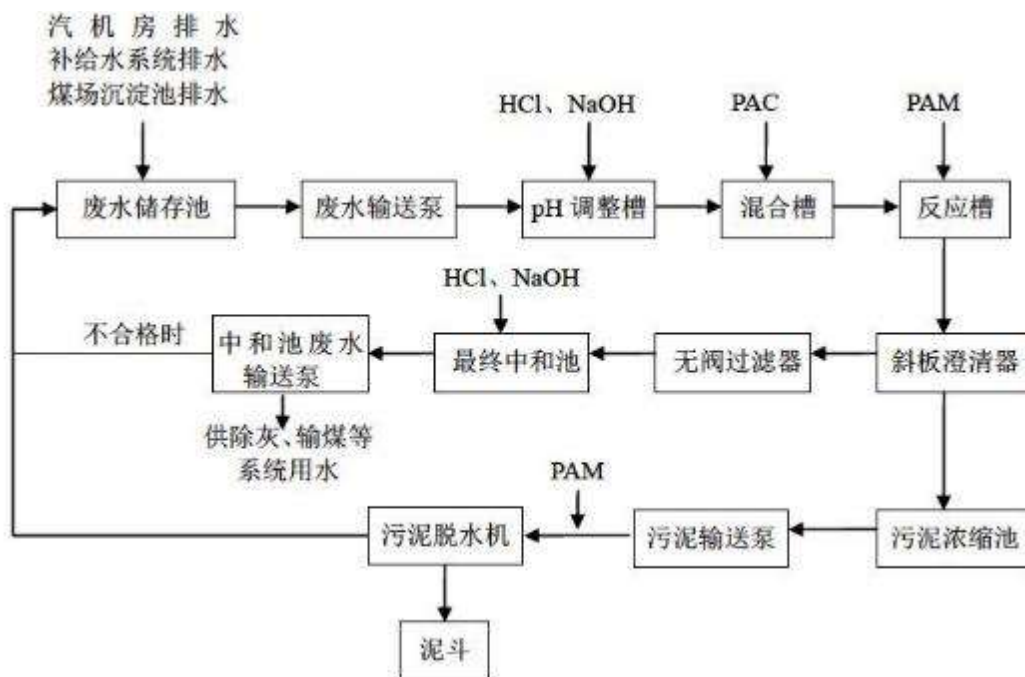 汽机房排水
补给水系统排水
煤场沉淀池排水
HCl、NaOH
PAC
PAM
废水储存池
废水输送泵
pH 调整槽
混合槽
反应槽
HCl、NaOH
不合格时
中和池废水
输送泵
最终中和池
无阀过滤器
斜板澄清器
供除灰、输煤等
系统用水
PAM
污泥脱水机
污泥输送泵
污泥浓缩池
泥斗